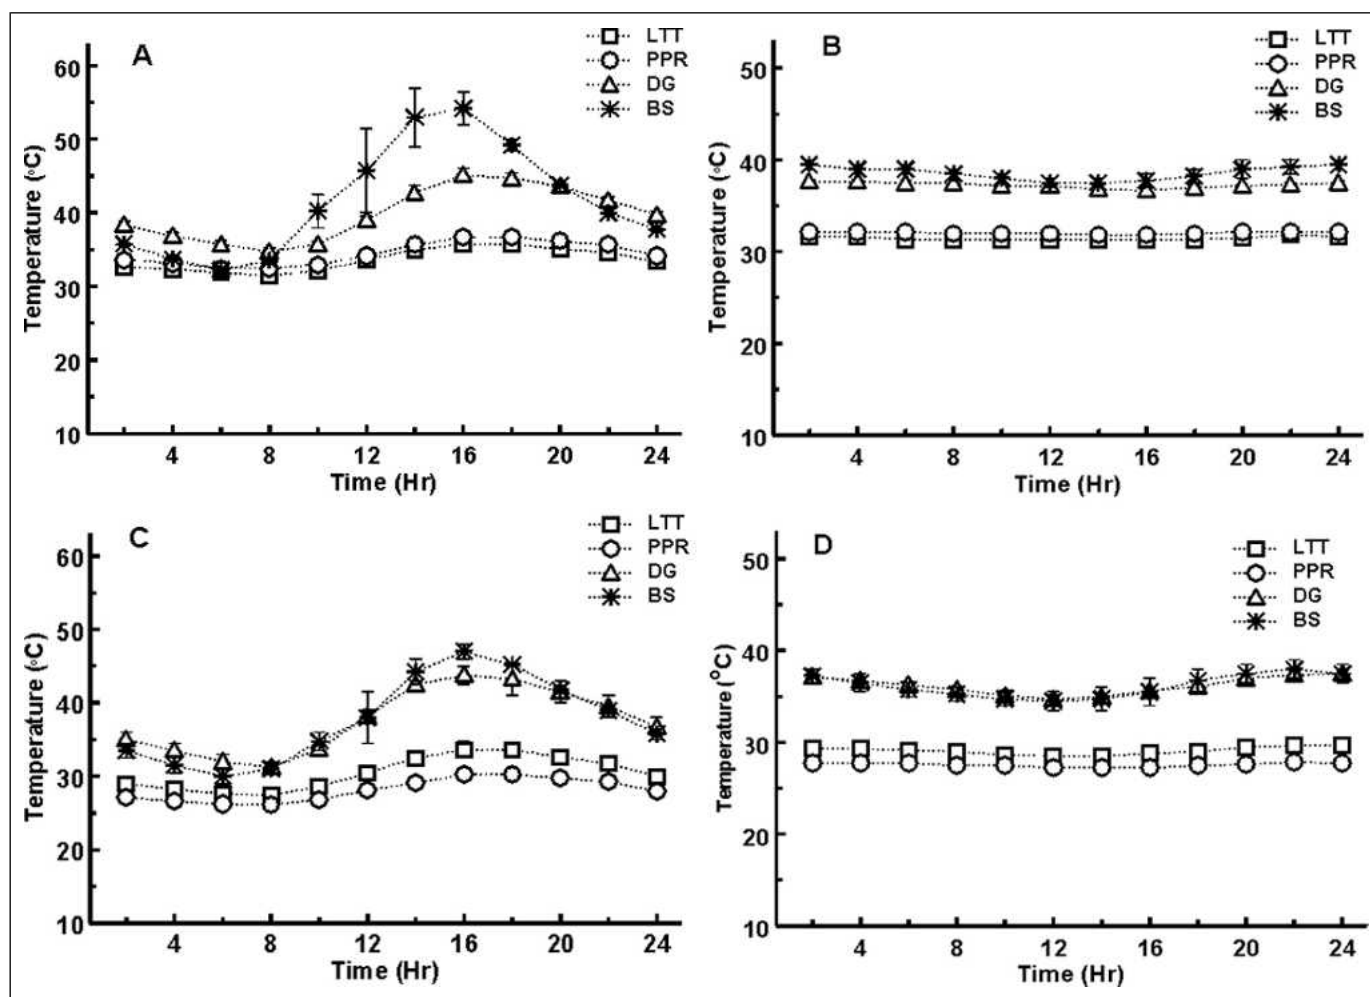 A
LTT
PPR
DG
BS
Temperature (°C)
60
50
40
30
20
10
4 8 12 16 20 24
Time (Hr)
B
LTT
PPR
DG
BS
Temperature (°C)
50
40
30
20
10
4 8 12 16 20 24
Time (Hr)
C
LTT
PPR
DG
BS
Temperature (°C)
60
50
40
30
20
10
4 8 12 16 20 24
Time (Hr)
D
LTT
PPR
DG
BS
Temperature (°C)
50
40
30
20
10
4 8 12 16 20 24
Time (Hr)